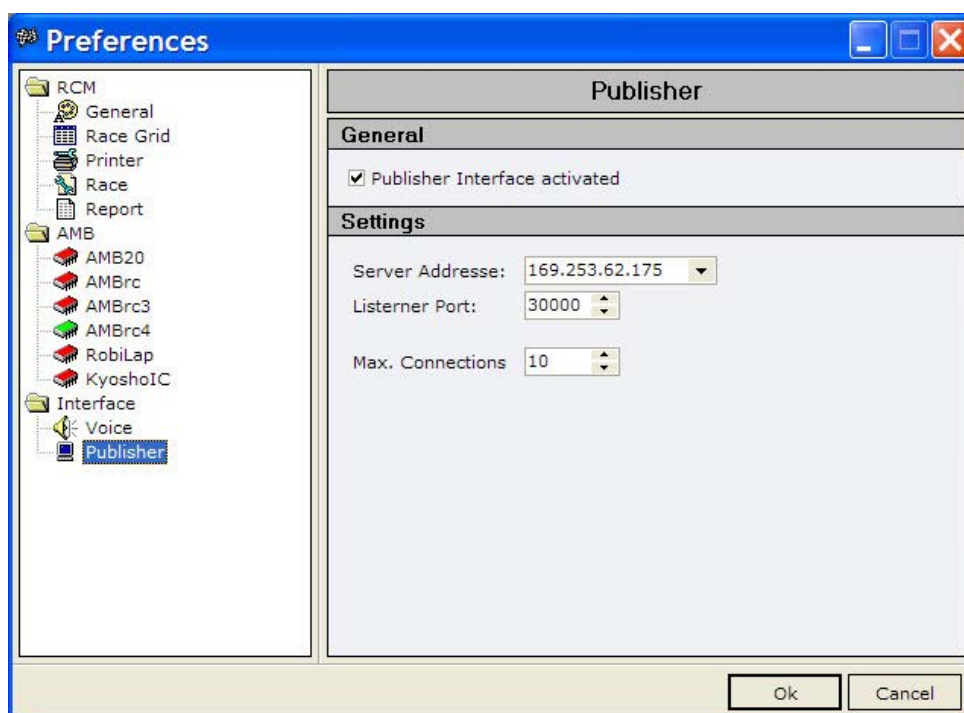 Preferences
RCM
General
Race Grid
Printer
Race
Report
AMB
AMB20
AMBrc
AMBrc3
AMBrc4
RobiLap
KyoshoIC
Interface
Voice
Publisher
Publisher
General
Publisher Interface activated
Settings
Server Addresse: 169.253.62.175
Listerner Port: 30000
Max. Connections 10
Ok Cancel